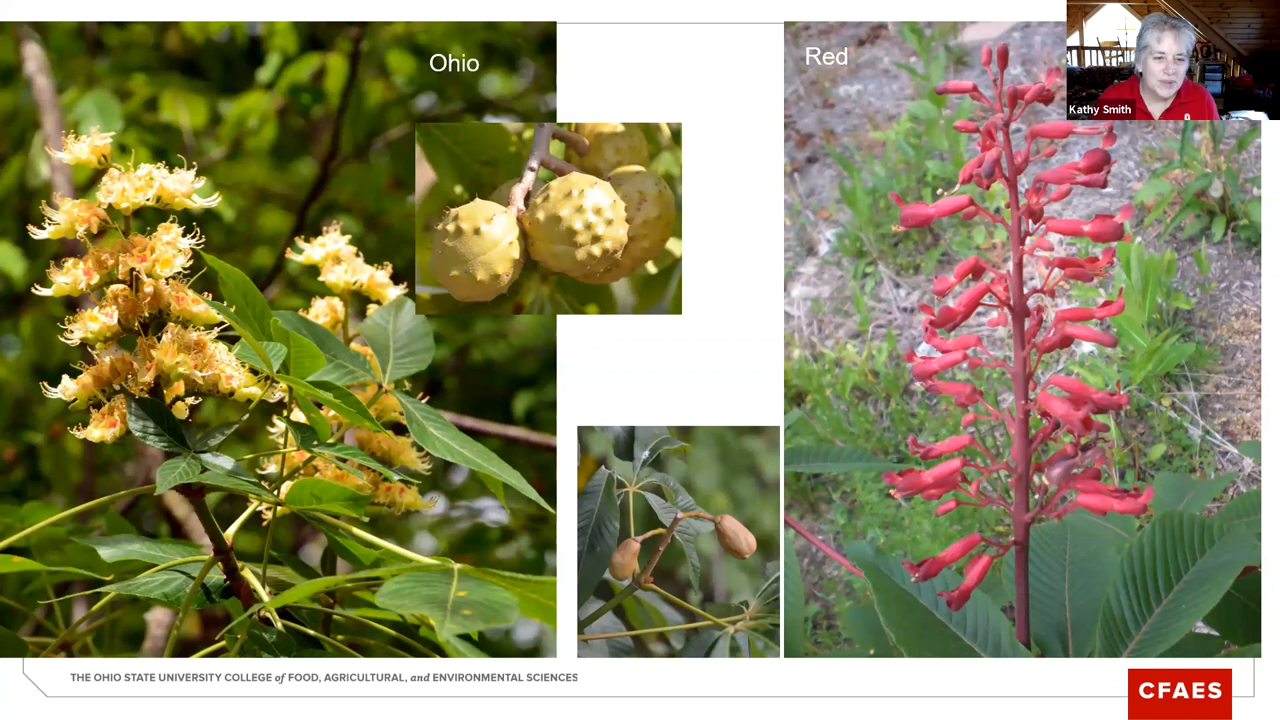 Ohio
Red
Kathy Smith
THE OHIO STATE UNIVERSITY COLLEGE of FOOD, AGRICULTURAL, and ENVIRONMENTAL SCIENCES
CFAES